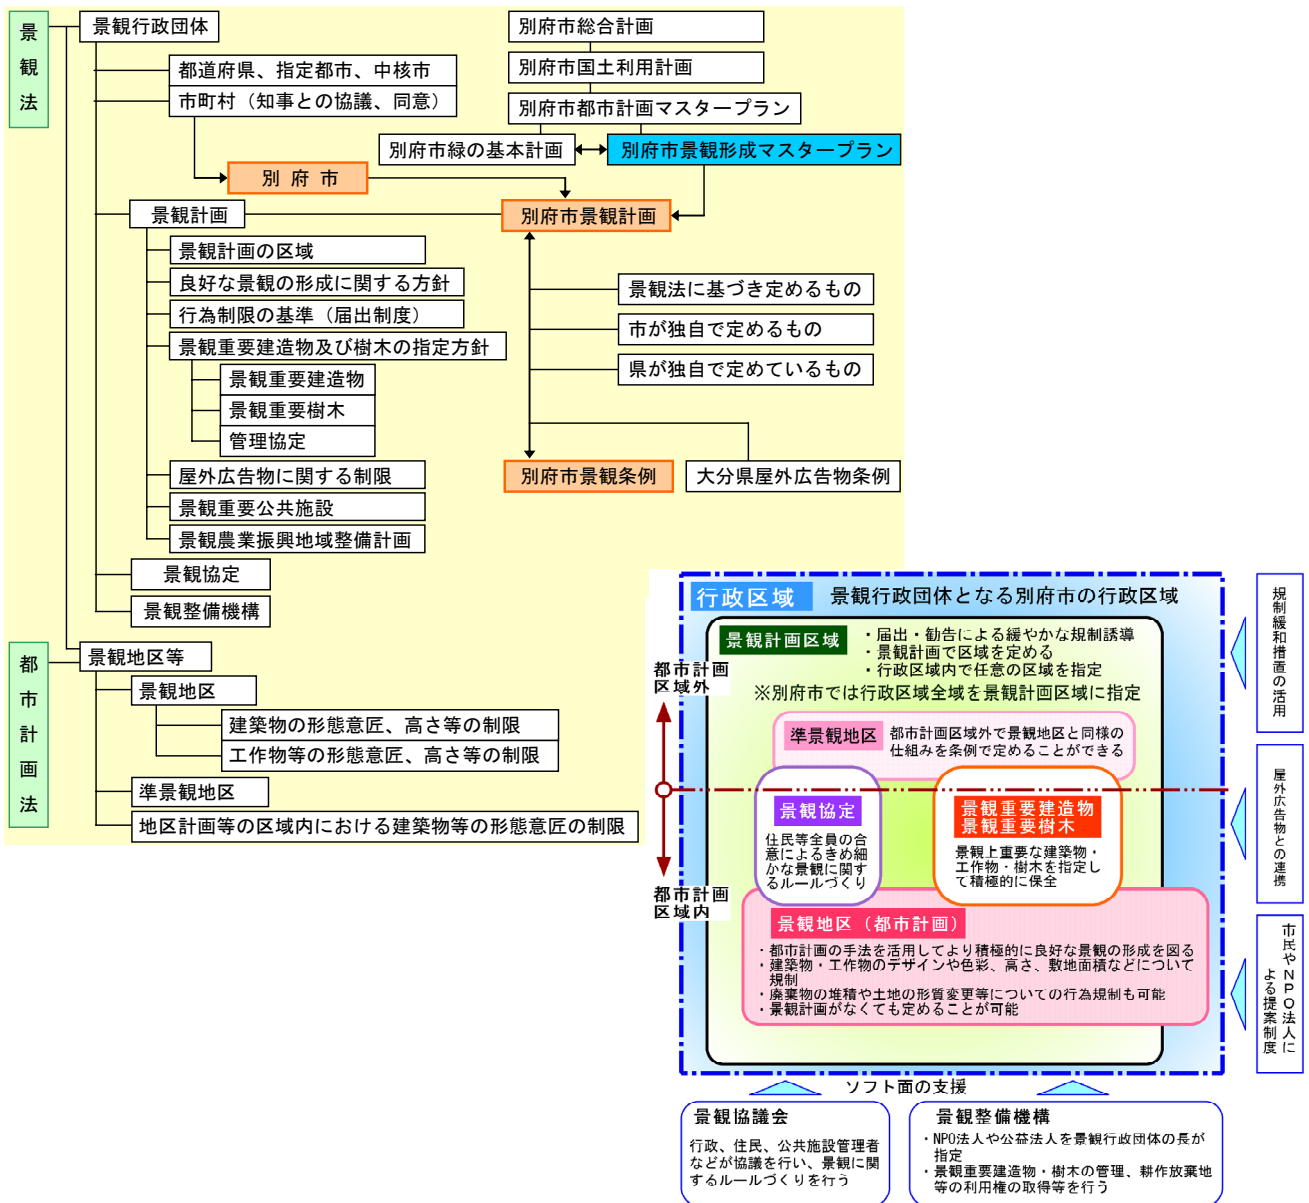 景観法
景観行政団体
都道府県、指定都市、中核市
市町村（知事との協議、同意）
別府市総合計画
別府市国土利用計画
別府市都市計画マスタープラン
別府市緑の基本計画
別府市景観形成マスタープラン
別府市
景観計画
別府市景観計画
景観計画の区域
良好な景観の形成に関する方針
行為制限の基準（届出制度）
景観重要建造物及び樹木の指定方針
景観重要建造物
景観重要樹木
管理協定
屋外広告物に関する制限
景観重要公共施設
景観農業振興地域整備計画
景観法に基づき定めるもの
市が独自で定めるもの
県が独自で定めているもの
別府市景観条例
大分県屋外広告物条例
景観協定
景観整備機構
都市計画法
景観地区等
景観地区
建築物の形態意匠、高さ等の制限
工作物等の形態意匠、高さ等の制限
準景観地区
地区計画等の区域内における建築物等の形態意匠の制限
行政区域
景観行政団体となる別府市の行政区域
景観計画区域
・届出・勧告による緩やかな規制誘導
・景観計画で区域を定める
・行政区域内で任意の区域を指定
※別府市では行政区域全域を景観計画区域に指定
都市計画
区域外
準景観地区
都市計画区域外で景観地区と同様の
仕組みを条例で定めることができる
景観協定
住民等全員の合
意によるきめ細
かな景観に関す
るルールづくり
景観重要建造物
景観重要樹木
景観上重要な建築物・
工作物・樹木を指定し
て積極的に保全
都市計画
区域内
景観地区（都市計画）
・都市計画の手法を活用してより積極的に良好な景観の形成を図る
・建築物・工作物のデザインや色彩、高さ、敷地面積などについて
規制
・廃棄物の堆積や土地の形質変更等についての行為規制も可能
・景観計画がなくても定めることが可能
規制緩和措置の活用
屋外広告物との連携
市民やNPO法人に
よる提案制度
ソフト面の支援
景観協議会
行政、住民、公共施設管理者
などが協議を行い、景観に関
するルールづくりを行う
景観整備機構
・NPO法人や公益法人を景観行政団体の長が
指定
・景観重要建造物・樹木の管理、耕作放棄地
等の利用権の取得等を行う